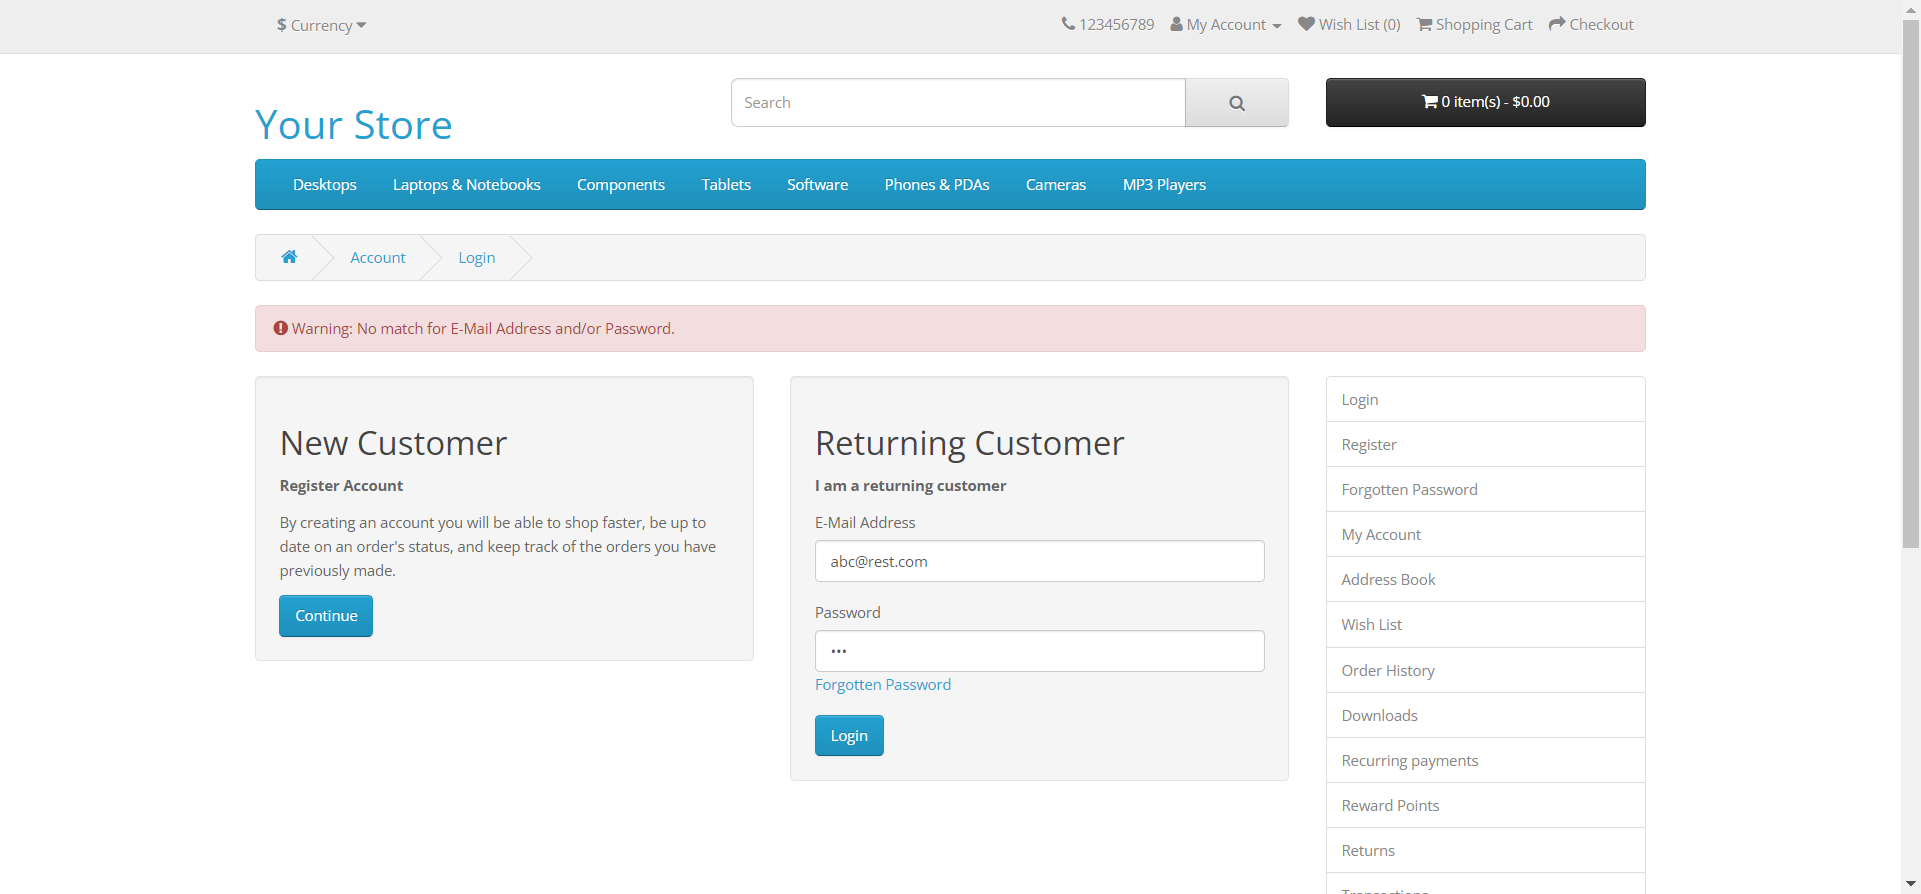 $ Currency
123456789 My Account Wish List (0) Shopping Cart Checkout
Your Store
Search
0 item(s) - $0.00
Desktops Laptops & Notebooks Components Tablets Software Phones & PDAs Cameras MP3 Players
Account Login
Warning: No match for E-Mail Address and/or Password.
New Customer
Register Account
By creating an account you will be able to shop faster, be up to
date on an order's status, and keep track of the orders you have
previously made.
Continue
Returning Customer
I am a returning customer
E-Mail Address
abc@rest.com
Password
•••
Forgotten Password
Login
Login
Register
Forgotten Password
My Account
Address Book
Wish List
Order History
Downloads
Recurring payments
Reward Points
Returns